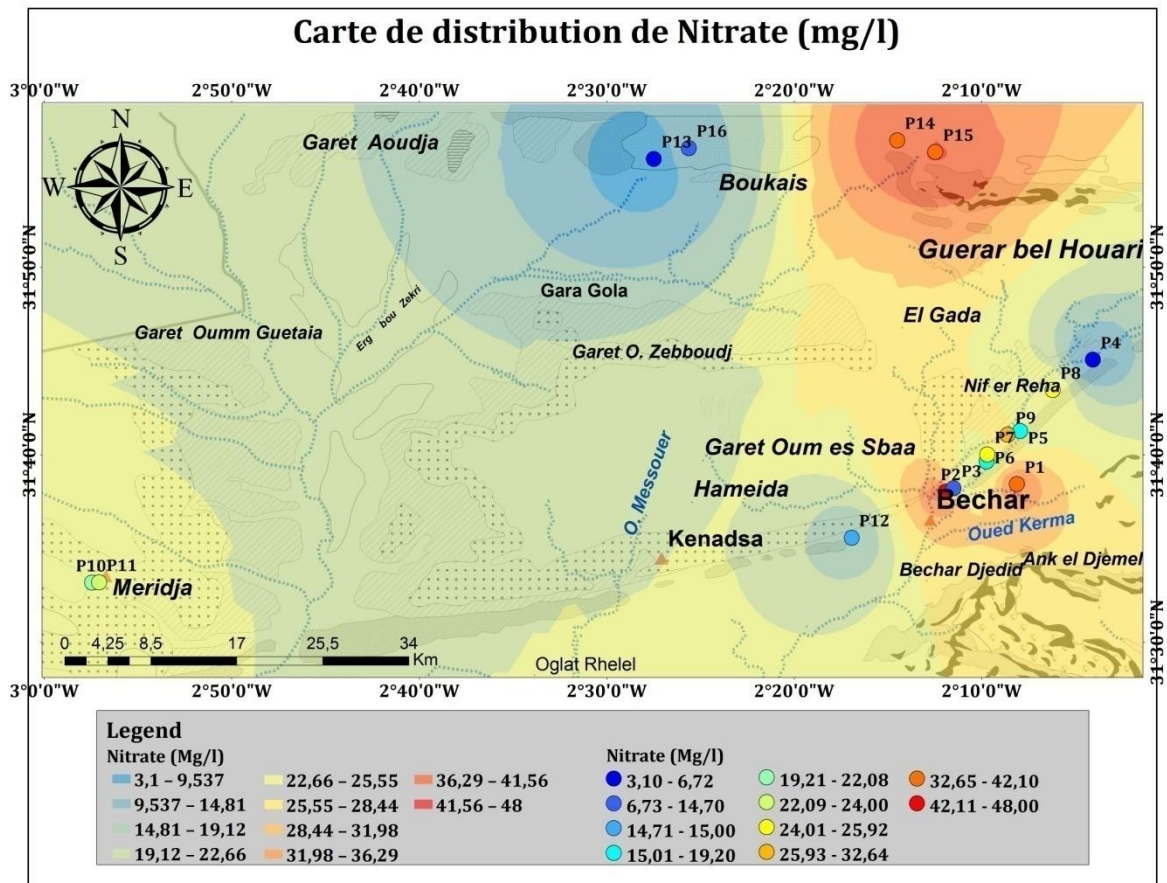 Carte de distribution de Nitrate (mg/l)
3°0'0"W 2°50'0"W 2°40'0"W 2°30'0"W 2°20'0"W 2°10'0"W
N
W E
S
Garet Aoudja
P13
P16
P14
P15
Boukais
Guerar bel Houari
31°50'0"N
31°50'0"N
Gara Gola
Erg bou Zekri
El Gada
Garet Oumm Guetaia
Garet O. Zebboudj
P4
P8
Nif er Reha
P9
P7
P5
31°40'0"N
31°40'0"N
Garet Oum es Sbaa
P6
P2
P3
P1
Hameida
Bechar
O. Messouer
P12
Oued Kerma
Kenadsa
Bechar Djedid
Ank el Djemel
P10
P11
Meridja
0 4,25 8,5 17 25,5 34
Km
Oglat Rhelel
31°30'0"N
31°30'0"N
3°0'0"W 2°50'0"W 2°40'0"W 2°30'0"W 2°20'0"W 2°10'0"W
Legend
Nitrate (Mg/l)
3,1 – 9,537
9,537 – 14,81
14,81 – 19,12
19,12 – 22,66
22,66 – 25,55
25,55 – 28,44
28,44 – 31,98
31,98 – 36,29
36,29 – 41,56
41,56 – 48
Nitrate (Mg/l)
3,10 - 6,72
6,73 - 14,70
14,71 - 15,00
15,01 - 19,20
19,21 - 22,08
22,09 - 24,00
24,01 - 25,92
25,93 - 32,64
32,65 - 42,10
42,11 - 48,00